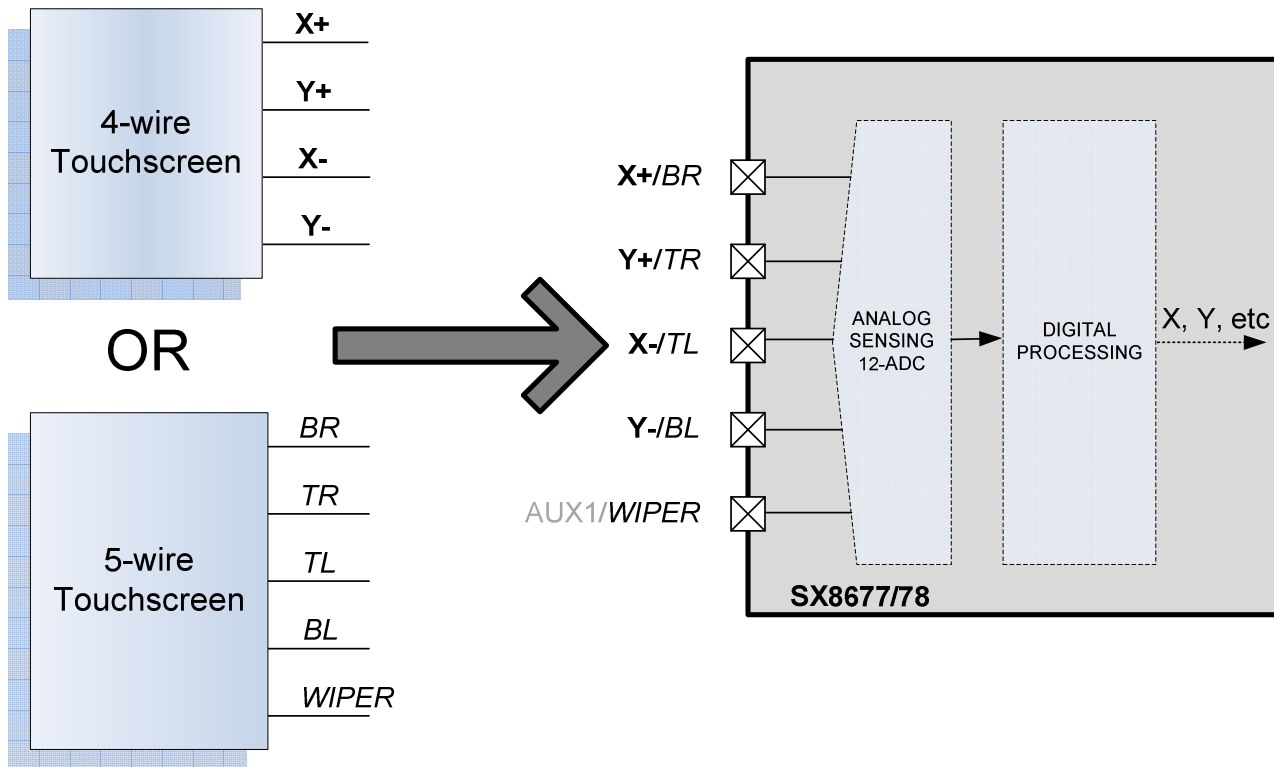 X+
Y+
X-
Y-
4-wire
Touchscreen
OR
BR
TR
TL
BL
WIPER
5-wire
Touchscreen
X+/BR
Y+/TR
X-/TL
Y-/BL
AUX1/WIPER
ANALOG
SENSING
12-ADC
DIGITAL
PROCESSING
X, Y, etc
SX8677/78